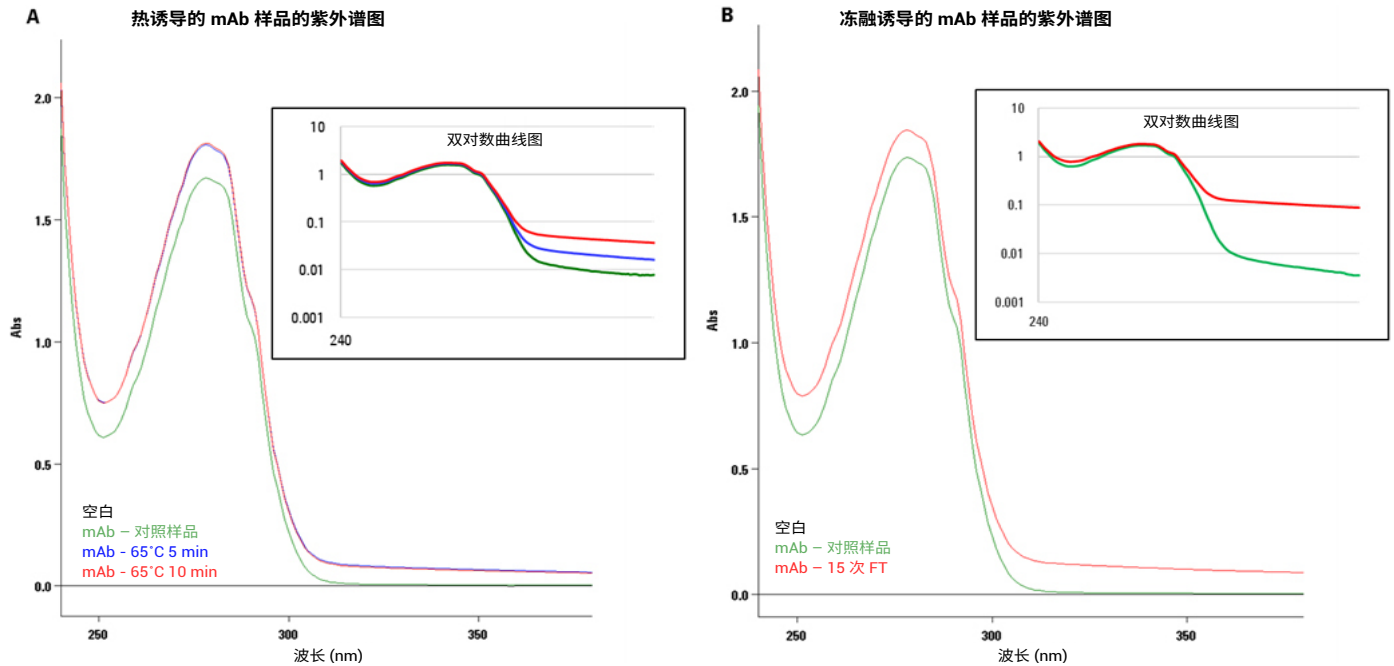 A
热诱导的 mAb 样品的紫外谱图
2.0
1.5
1.0
0.5
0.0
Abs
250
300
350
波长 (nm)
双对数曲线图
10
1
0.1
0.01
0.001
240
空白
mAb – 对照样品
mAb - 65˚C 5 min
mAb - 65˚C 10 min
B
冻融诱导的 mAb 样品的紫外谱图
2.0
1.5
1.0
0.5
0.0
Abs
250
300
350
波长 (nm)
双对数曲线图
10
1
0.1
0.01
0.001
240
空白
mAb – 对照样品
mAb – 15 次 FT